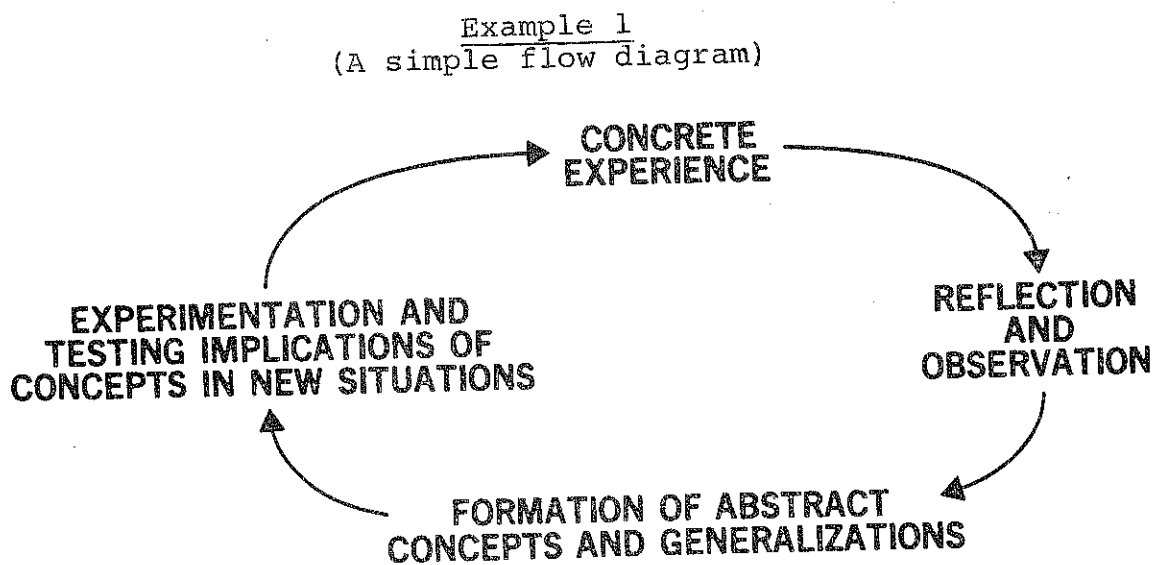 Example 1
(A simple flow diagram)
CONCRETE
EXPERIENCE
REFLECTION
AND
OBSERVATION
EXPERIMENTATION AND
TESTING IMPLICATIONS OF
CONCEPTS IN NEW SITUATIONS
FORMATION OF ABSTRACT
CONCEPTS AND GENERALIZATIONS